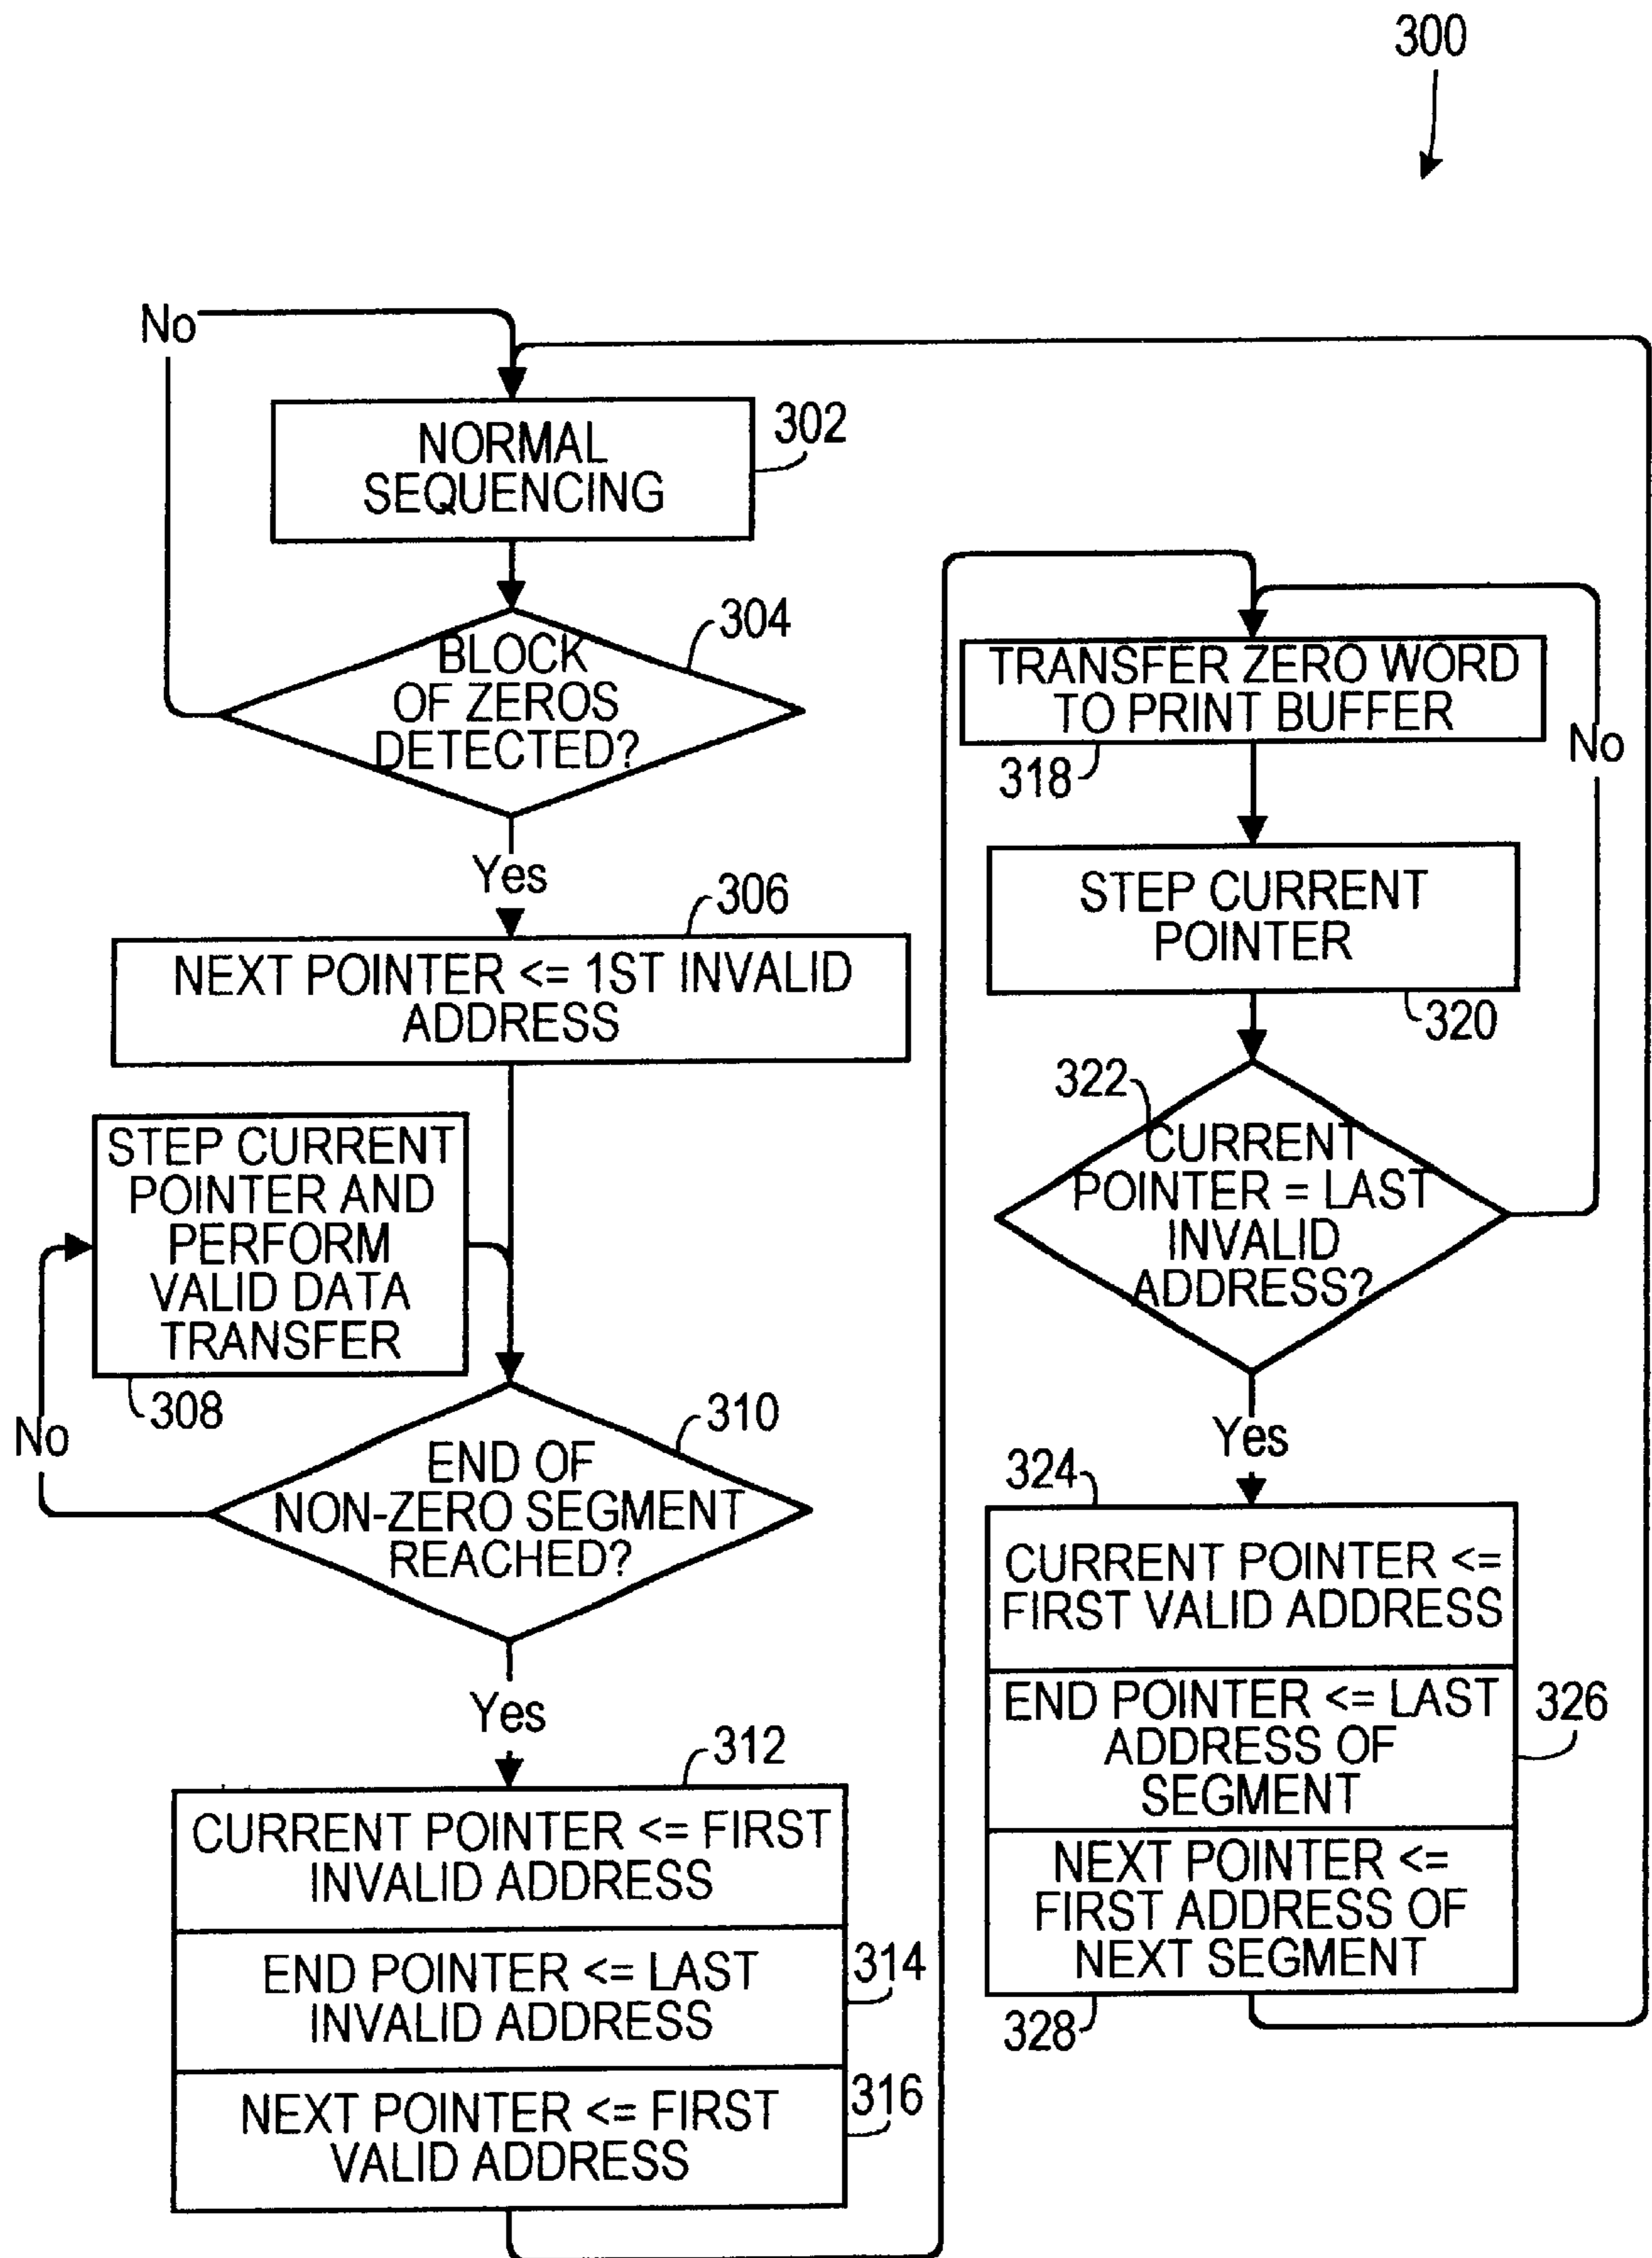 300
No
NORMAL
SEQUENCING
302
BLOCK
OF ZEROS
DETECTED?
304
Yes
306
NEXT POINTER <= 1ST INVALID
ADDRESS
STEP CURRENT
POINTER AND
PERFORM
VALID DATA
TRANSFER
308
No
310
END OF
NON-ZERO SEGMENT
REACHED?
Yes
312
CURRENT POINTER <= FIRST
INVALID ADDRESS
END POINTER <= LAST
INVALID ADDRESS
314
NEXT POINTER <= FIRST
VALID ADDRESS
316
TRANSFER ZERO WORD
TO PRINT BUFFER
318
No
STEP CURRENT
POINTER
320
322
CURRENT
POINTER = LAST
INVALID
ADDRESS?
Yes
324
CURRENT POINTER <=
FIRST VALID ADDRESS
END POINTER <= LAST
ADDRESS OF
SEGMENT
326
NEXT POINTER <=
FIRST ADDRESS OF
NEXT SEGMENT
328